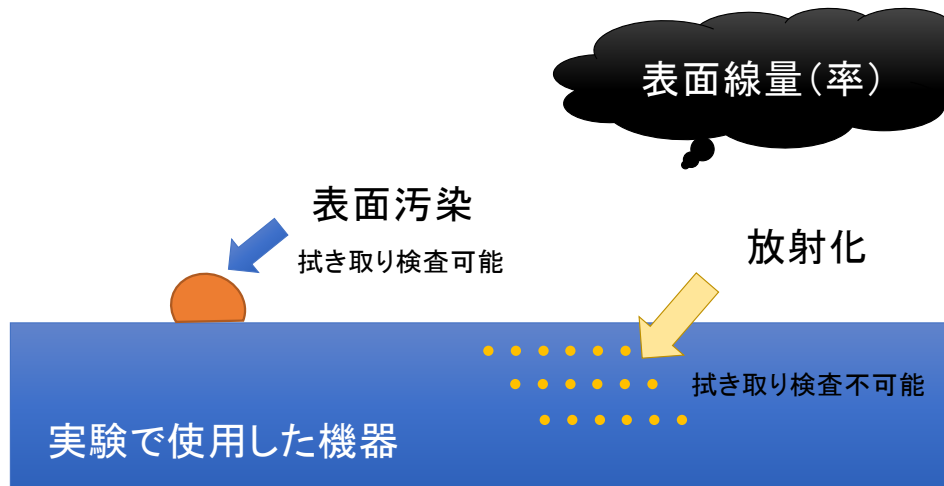 表面線量（率）
表面汚染
拭き取り検査可能
放射化
拭き取り検査不可能
実験で使用した機器